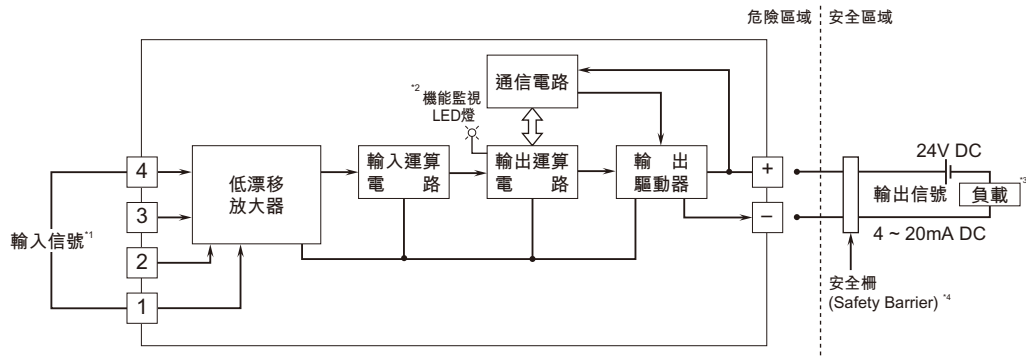 危險區域
安全区域
通信電路
*2 機能監視
LED燈
24V DC
4
3
2
1
低漂移
放大器
輸入運算
電 路
輸出運算
電 路
輸 出
驅動器
+
−
輸出信號
負載 *3
輸入信號*1
4 ~ 20mA DC
安全柵
(Safety Barrier) *4